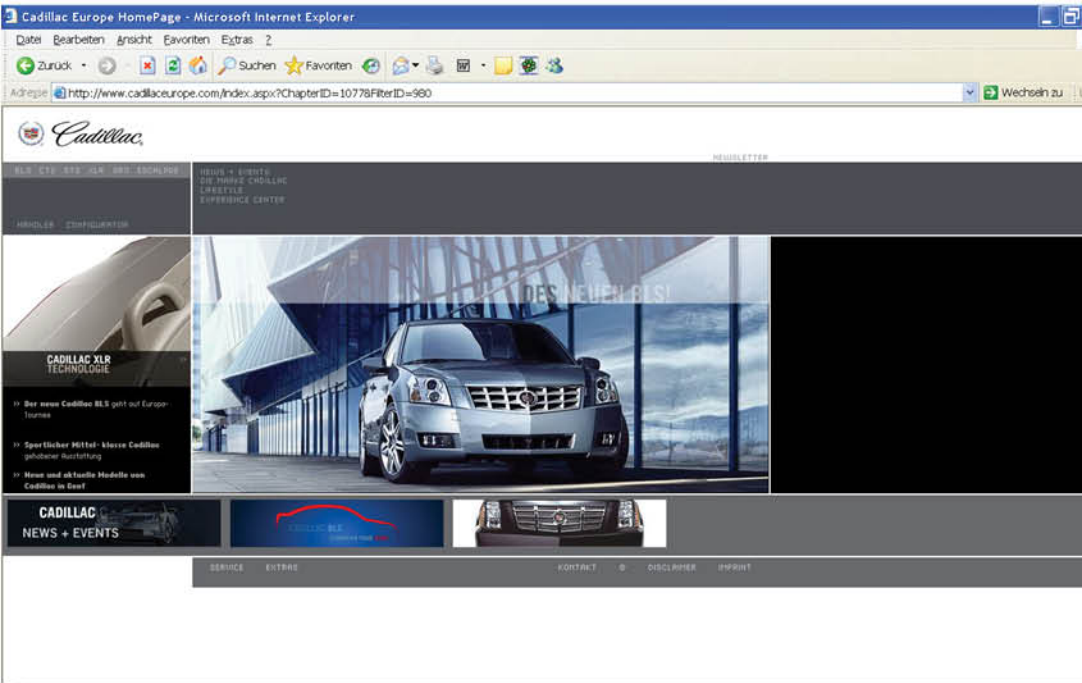 Cadillac Europe HomePage - Microsoft Internet Explorer
Datei Bearbeiten Ansicht Favoriten Extras ?
Zurück Suchen Favoriten
Adresse http://www.cadillaceurope.com/index.aspx?ChapterID=1077&FilterID=980 Wechseln zu
Cadillac
NEWSLETTER
BLS CTS STS XLR SRX ESCALADE
NEWS + EVENTS
DIE MARKE CADILLAC
LIFESTYLE
EXPERIENCE CENTER
HÄNDLER CONFIGURATOR
DES NEUEN BLS!
CADILLAC XLR
TECHNOLOGIE
Der neue Cadillac BLS geht auf Europa-
Tournee
Sportlicher Mittel- klasse Cadillac
gehobener Ausstattung
Neue und aktuelle Modelle von
Cadillac in Genf
CADILLAC
NEWS + EVENTS
CADILLAC BLS
SERVICE EXTRAS KONTAKT © DISCLAIMER IMPRINT